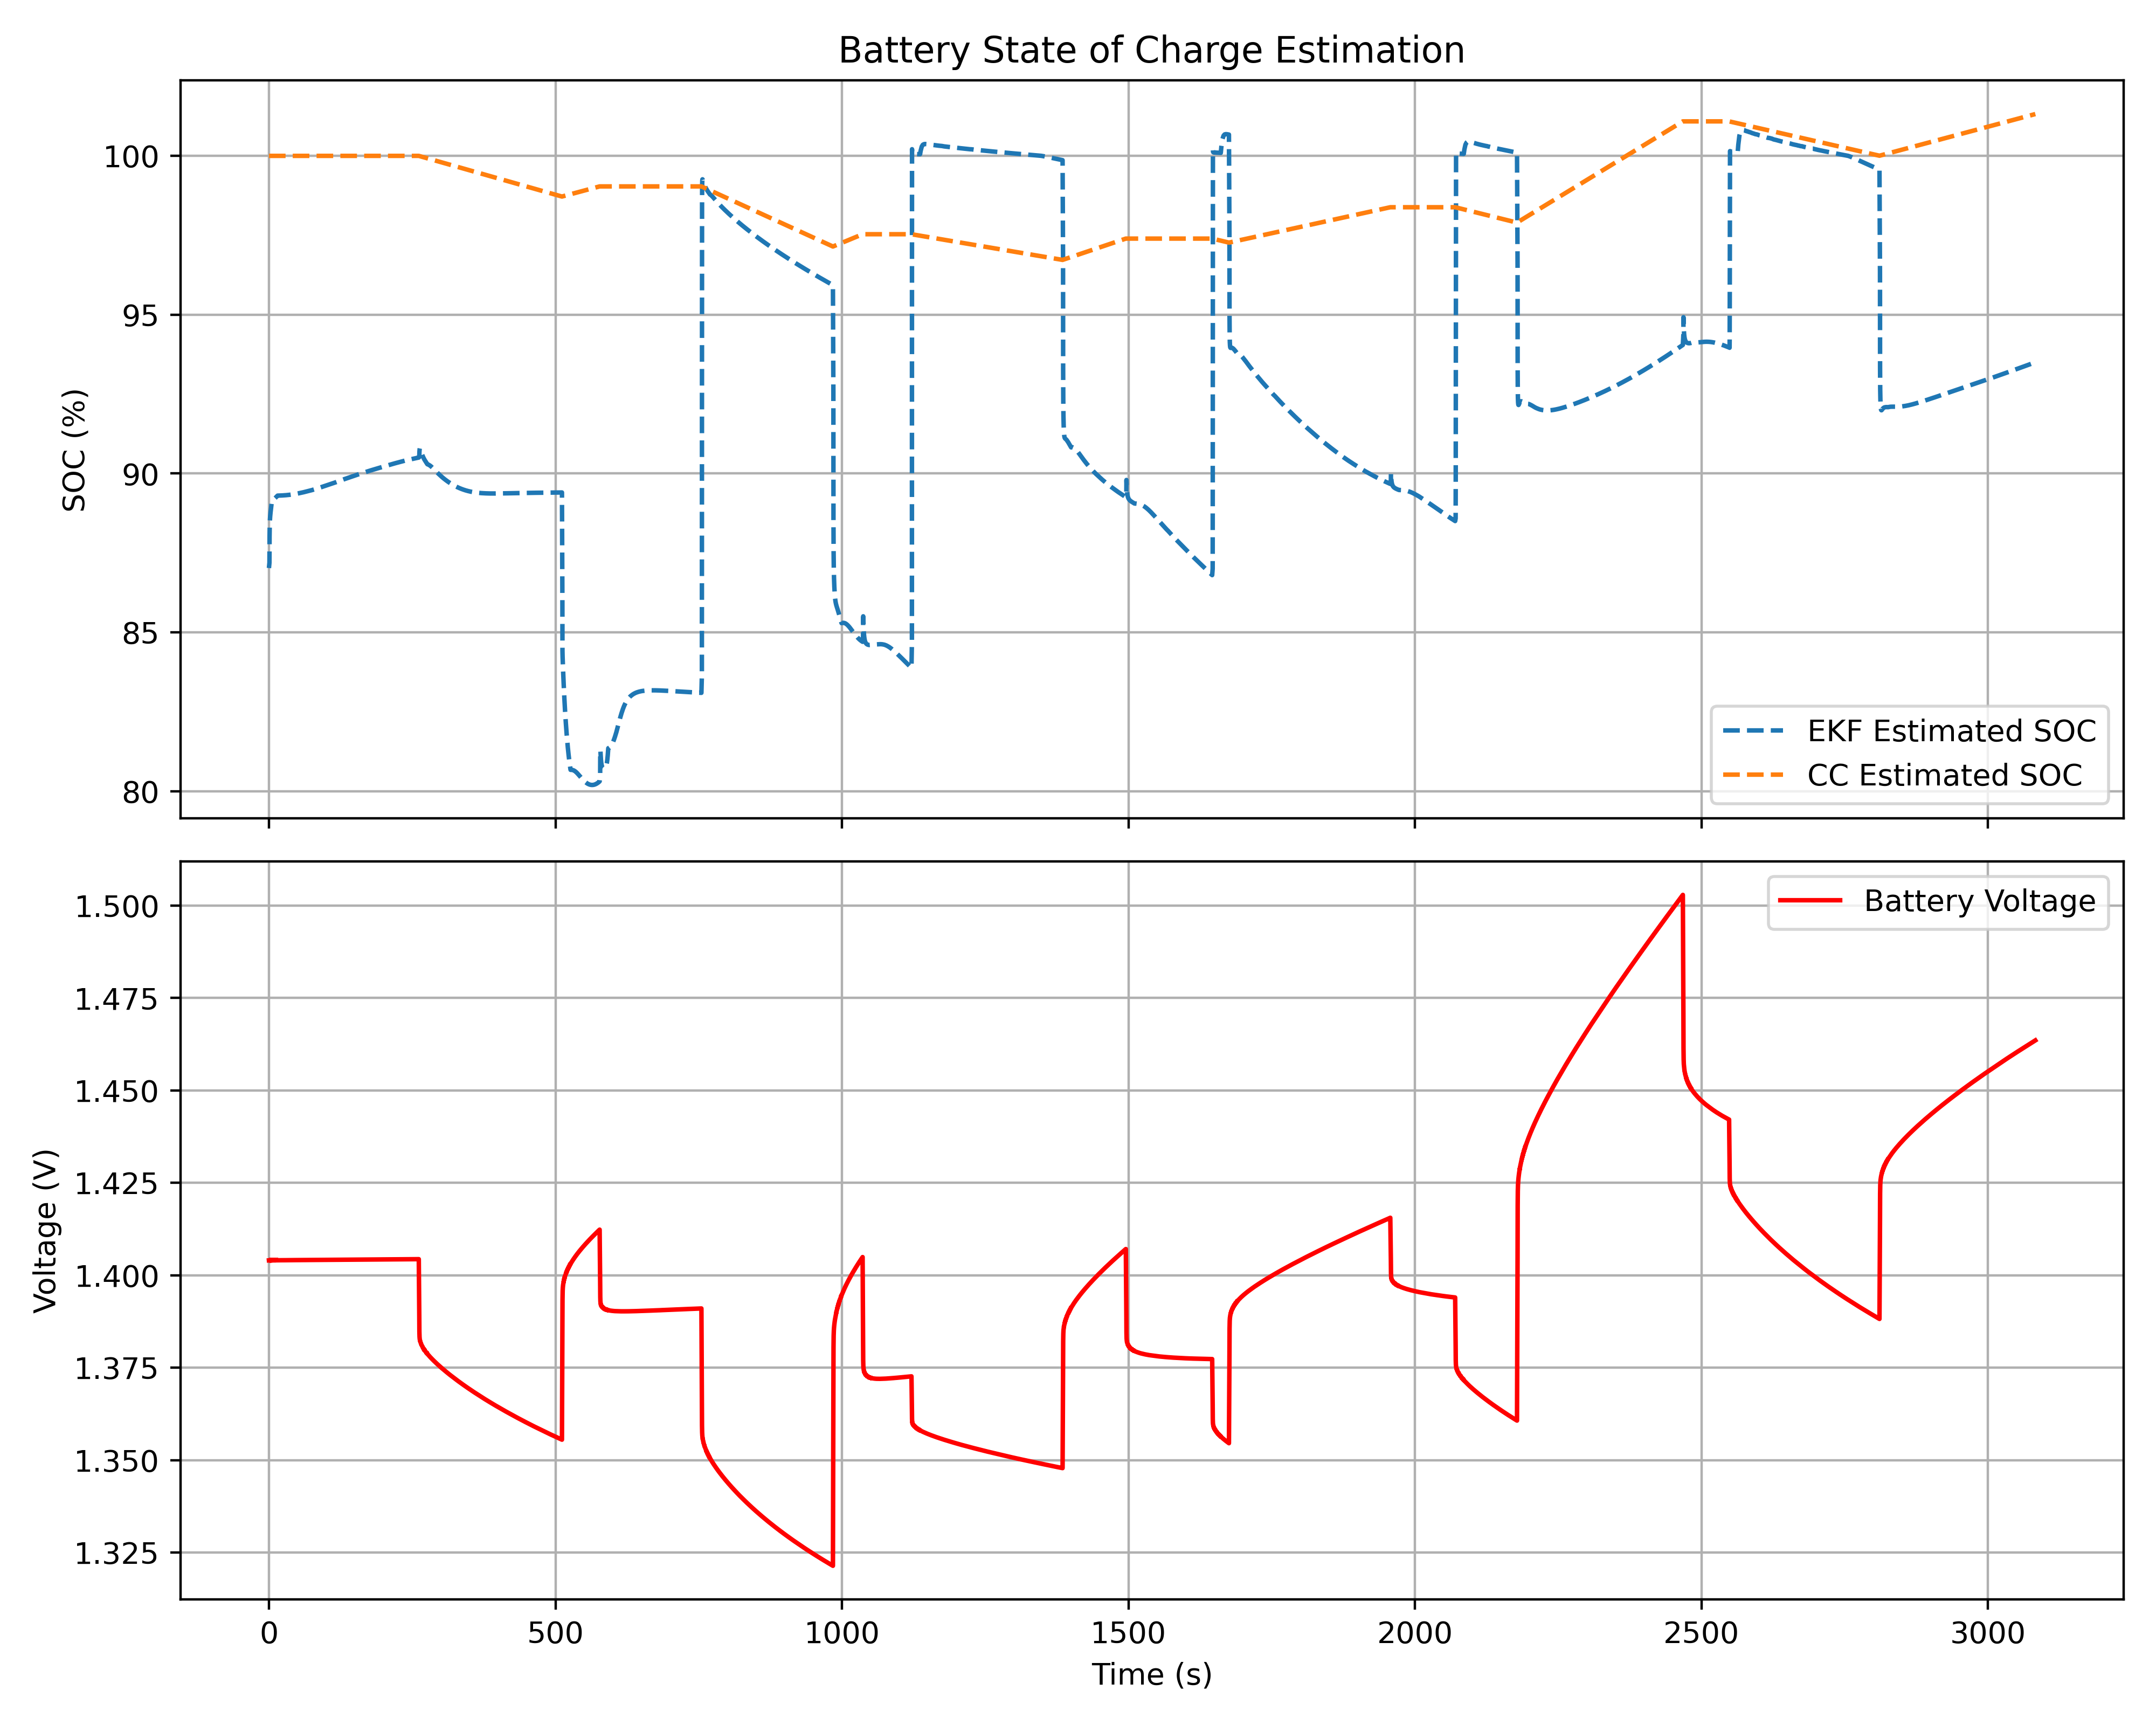 Battery State of Charge Estimation
100
95
90
85
80
SOC (%)
EKF Estimated SOC
CC Estimated SOC
1.500
1.475
1.450
1.425
1.400
1.375
1.350
1.325
Voltage (V)
Battery Voltage
0 500 1000 1500 2000 2500 3000
Time (s)